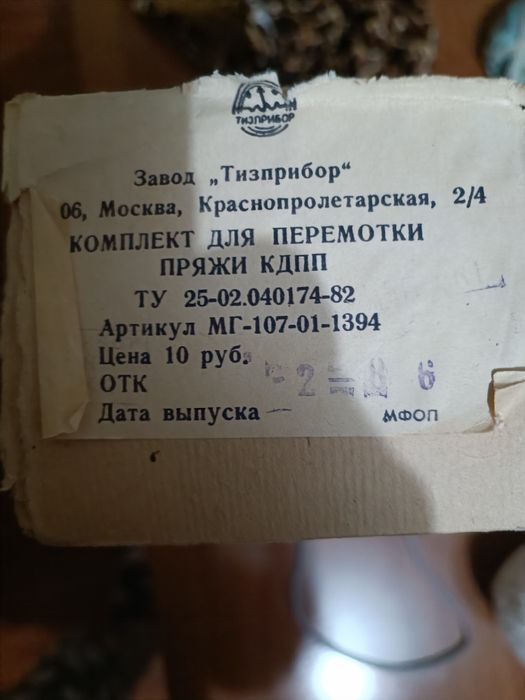 ТИЗПРИБОР
Завод „Тизприбор“
06, Москва, Краснопролетарская, 2/4
КОМПЛЕКТ ДЛЯ ПЕРЕМОТКИ
ПРЯЖИ КДПП
ТУ 25-02.040174-82
Артикул МГ-107-01-1394
Цена 10 руб.
ОТК
Дата выпуска
МФОП